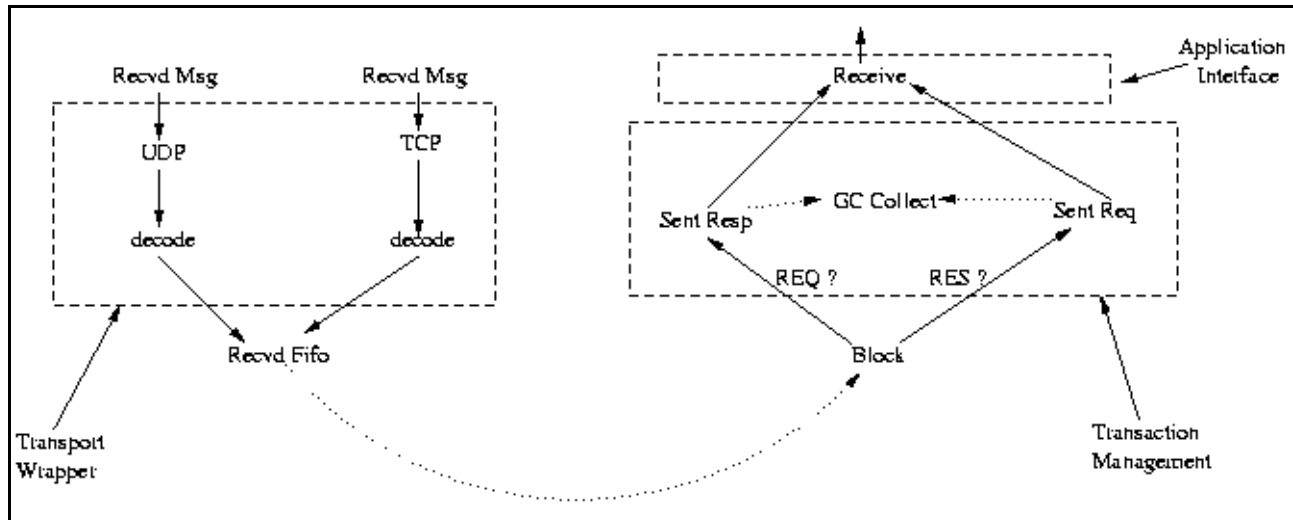 Recvd Msg
Recvd Msg
Receive
Application
Interface
UDP
TCP
GC Collect
Sent Resp
Sent Req
decode
decode
REQ ?
RES ?
Recvd Fifo
Block
Transport
Wrapper
Transaction
Management